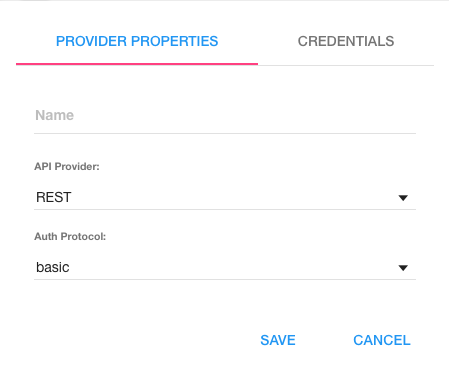 PROVIDER PROPERTIES CREDENTIALS
Name
API Provider:
REST
Auth Protocol:
basic
SAVE CANCEL